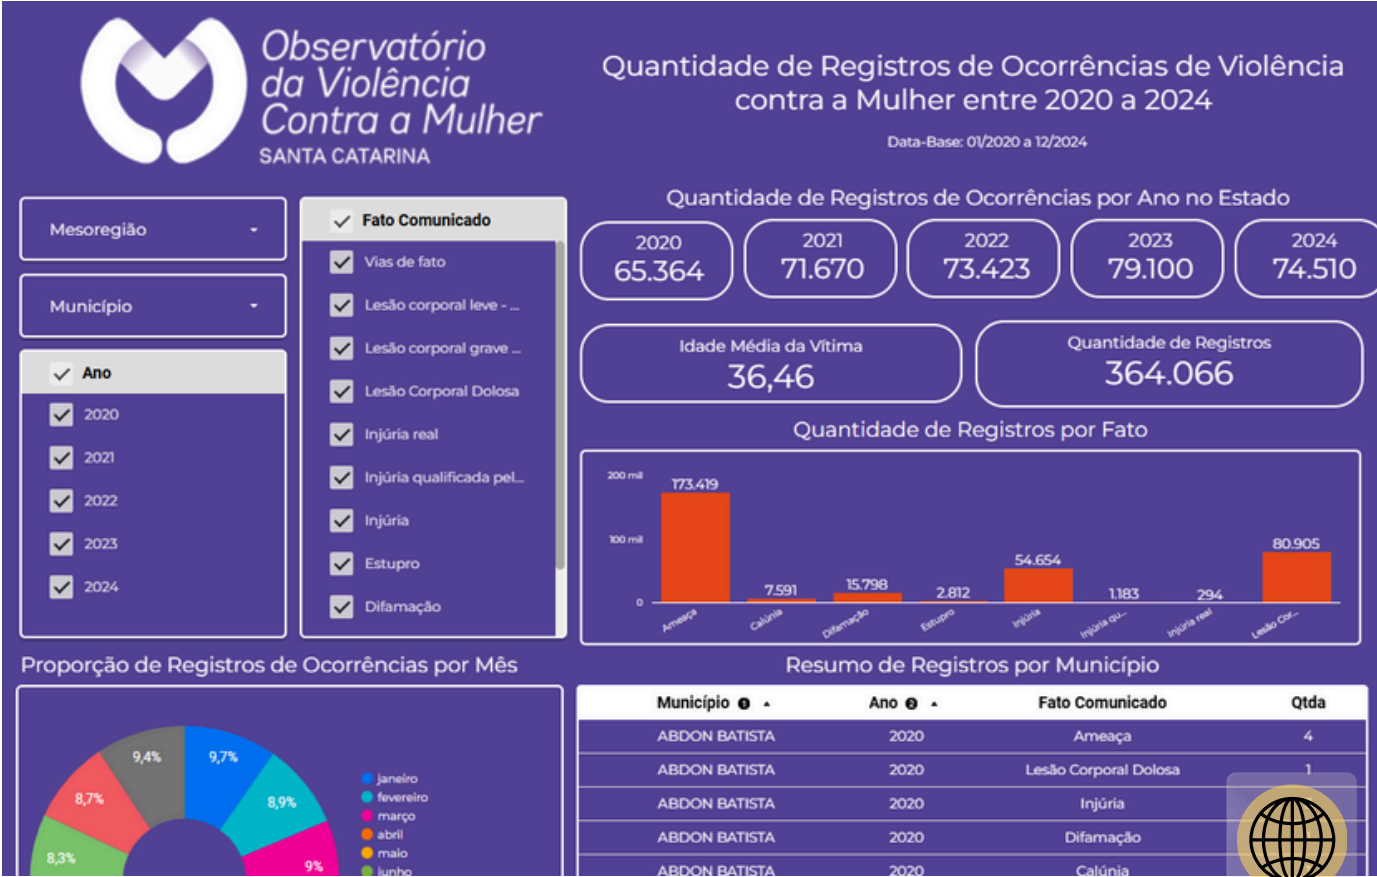 Observatório
da Violência
Contra a Mulher
SANTA CATARINA
Quantidade de Registros de Ocorrências de Violência
contra a Mulher entre 2020 a 2024
Data-Base: 01/2020 a 12/2024
Mesoregião
Município
Ano
2020
2021
2022
2023
2024
Fato Comunicado
Vias de fato
Lesão corporal leve - ...
Lesão corporal grave ...
Lesão Corporal Dolosa
Injúria real
Injúria qualificada pel...
Injúria
Estupro
Difamação
Quantidade de Registros de Ocorrências por Ano no Estado
2020 2021 2022 2023 2024
65.364 71.670 73.423 79.100 74.510
Idade Média da Vítima
36,46
Quantidade de Registros
364.066
Quantidade de Registros por Fato
200 mil
100 mil
0
173.419 7.591 15.798 2.812 54.654 1.183 294 80.905
Ameaça Calúnia Difamação Estupro Injúria Injúria qu... Injúria real Lesão Cor...
Proporção de Registros de Ocorrências por Mês
9,4% 9,7%
8,7% 8,9%
8,3% 9%
janeiro
fevereiro
março
abril
maio
junho
Resumo de Registros por Município
Município 1 Ano 2 Fato Comunicado Qtda
ABDON BATISTA 2020 Ameaça 4
ABDON BATISTA 2020 Lesão Corporal Dolosa 1
ABDON BATISTA 2020 Injúria
ABDON BATISTA 2020 Difamação
ABDON BATISTA 2020 Calúnia